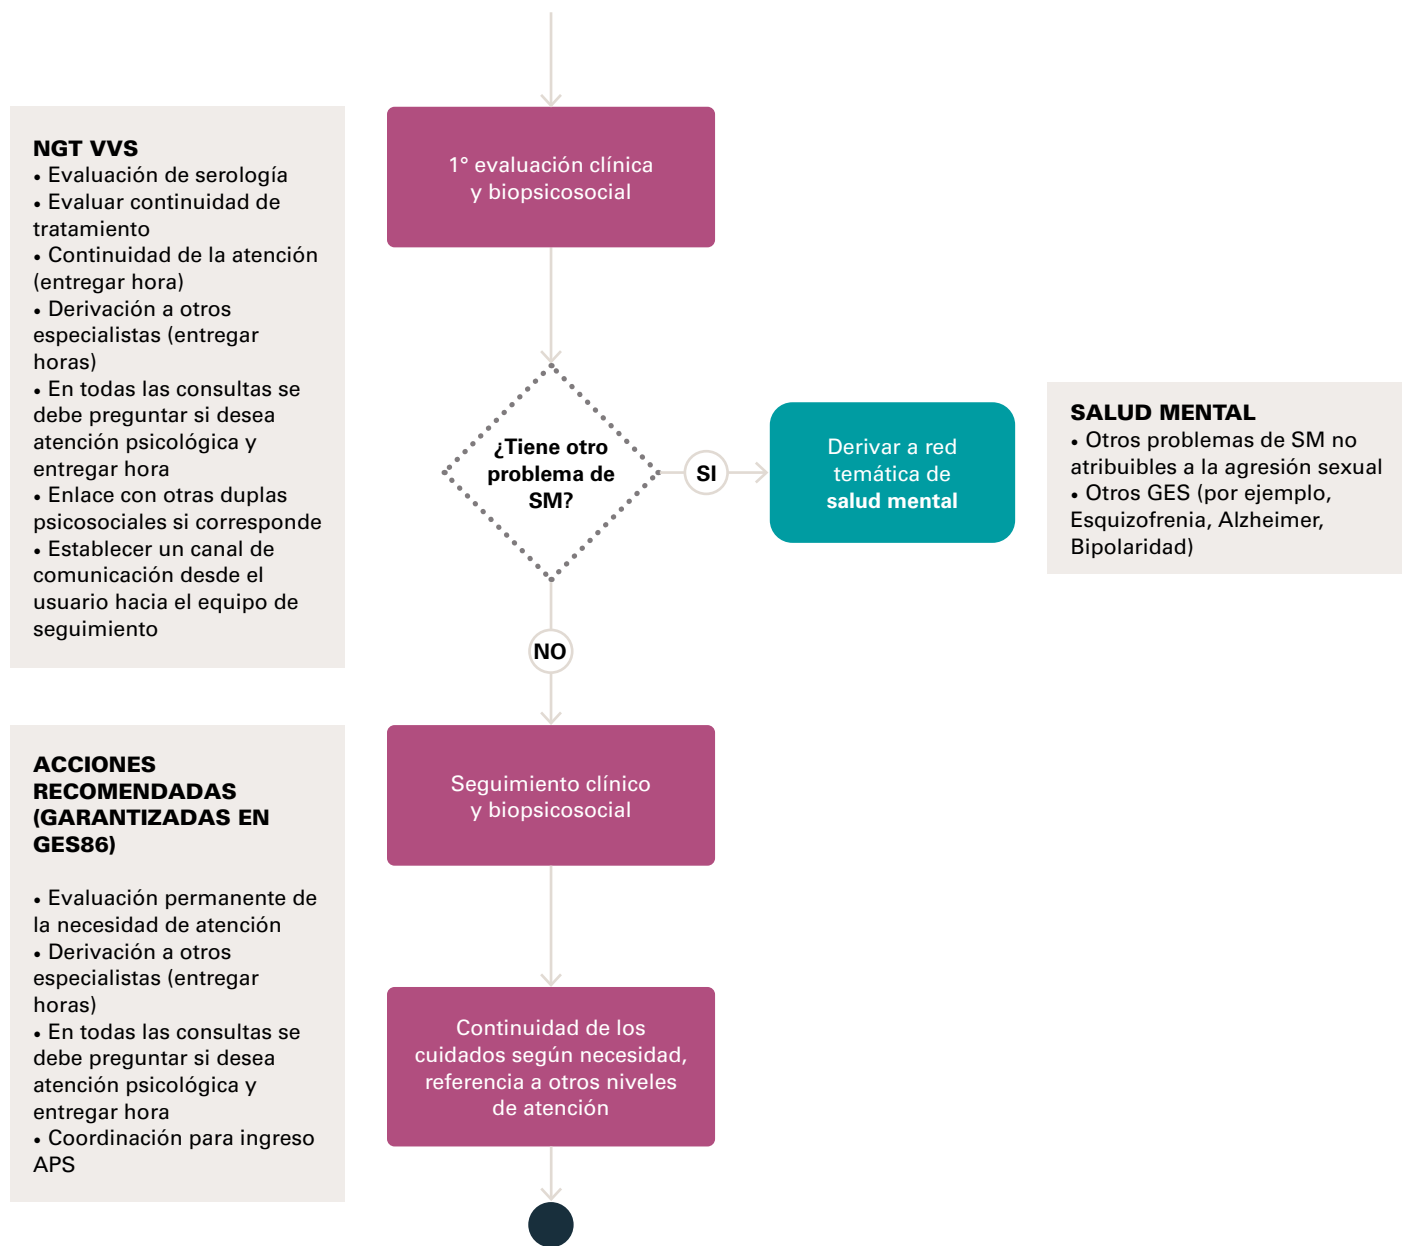 NGT VVS
• Evaluación de serología
• Evaluar continuidad de
tratamiento
• Continuidad de la atención
(entregar hora)
• Derivación a otros
especialistas (entregar
horas)
• En todas las consultas se
debe preguntar si desea
atención psicológica y
entregar hora
• Enlace con otras duplas
psicosociales si corresponde
• Establecer un canal de
comunicación desde el
usuario hacia el equipo de
seguimiento
1° evaluación clínica
y biopsicosocial
¿Tiene otro
problema de
SM?
SI
Derivar a red
temática de
salud mental
SALUD MENTAL
• Otros problemas de SM no
atribuibles a la agresión sexual
• Otros GES (por ejemplo,
Esquizofrenia, Alzheimer,
Bipolaridad)
NO
ACCIONES
RECOMENDADAS
(GARANTIZADAS EN
GES86)
• Evaluación permanente de
la necesidad de atención
• Derivación a otros
especialistas (entregar
horas)
• En todas las consultas se
debe preguntar si desea
atención psicológica y
entregar hora
• Coordinación para ingreso
APS
Seguimiento clínico
y biopsicosocial
Continuidad de los
cuidados según necesidad,
referencia a otros niveles
de atención